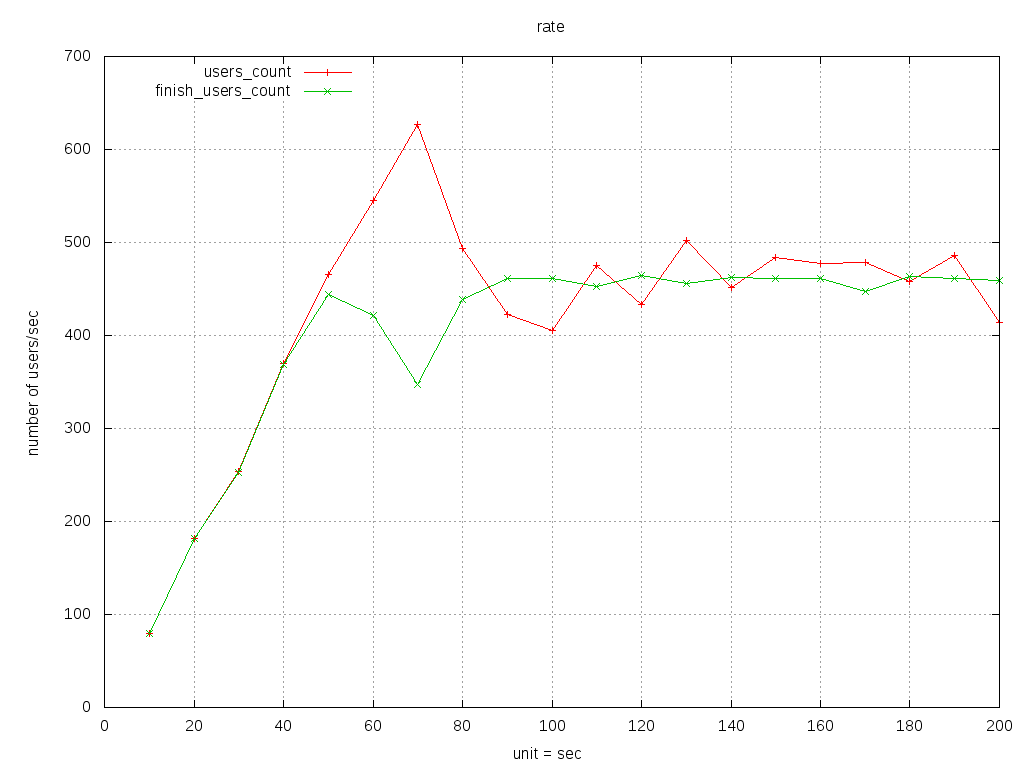 rate
users_count
finish_users_count
number of users/sec
700
600
500
400
300
200
100
0
0 20 40 60 80 100 120 140 160 180 200
unit = sec